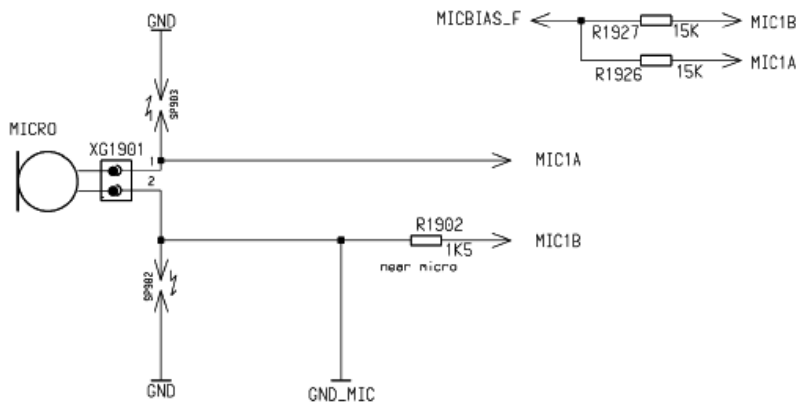 GND
MICBIAS_F
R1927
15K
MIC1B
R1926
15K
MIC1A
SP903
MICRO
XG1901
1
MIC1A
2
R1902
1K5
MIC1B
near micro
SP902
GND
GND_MIC